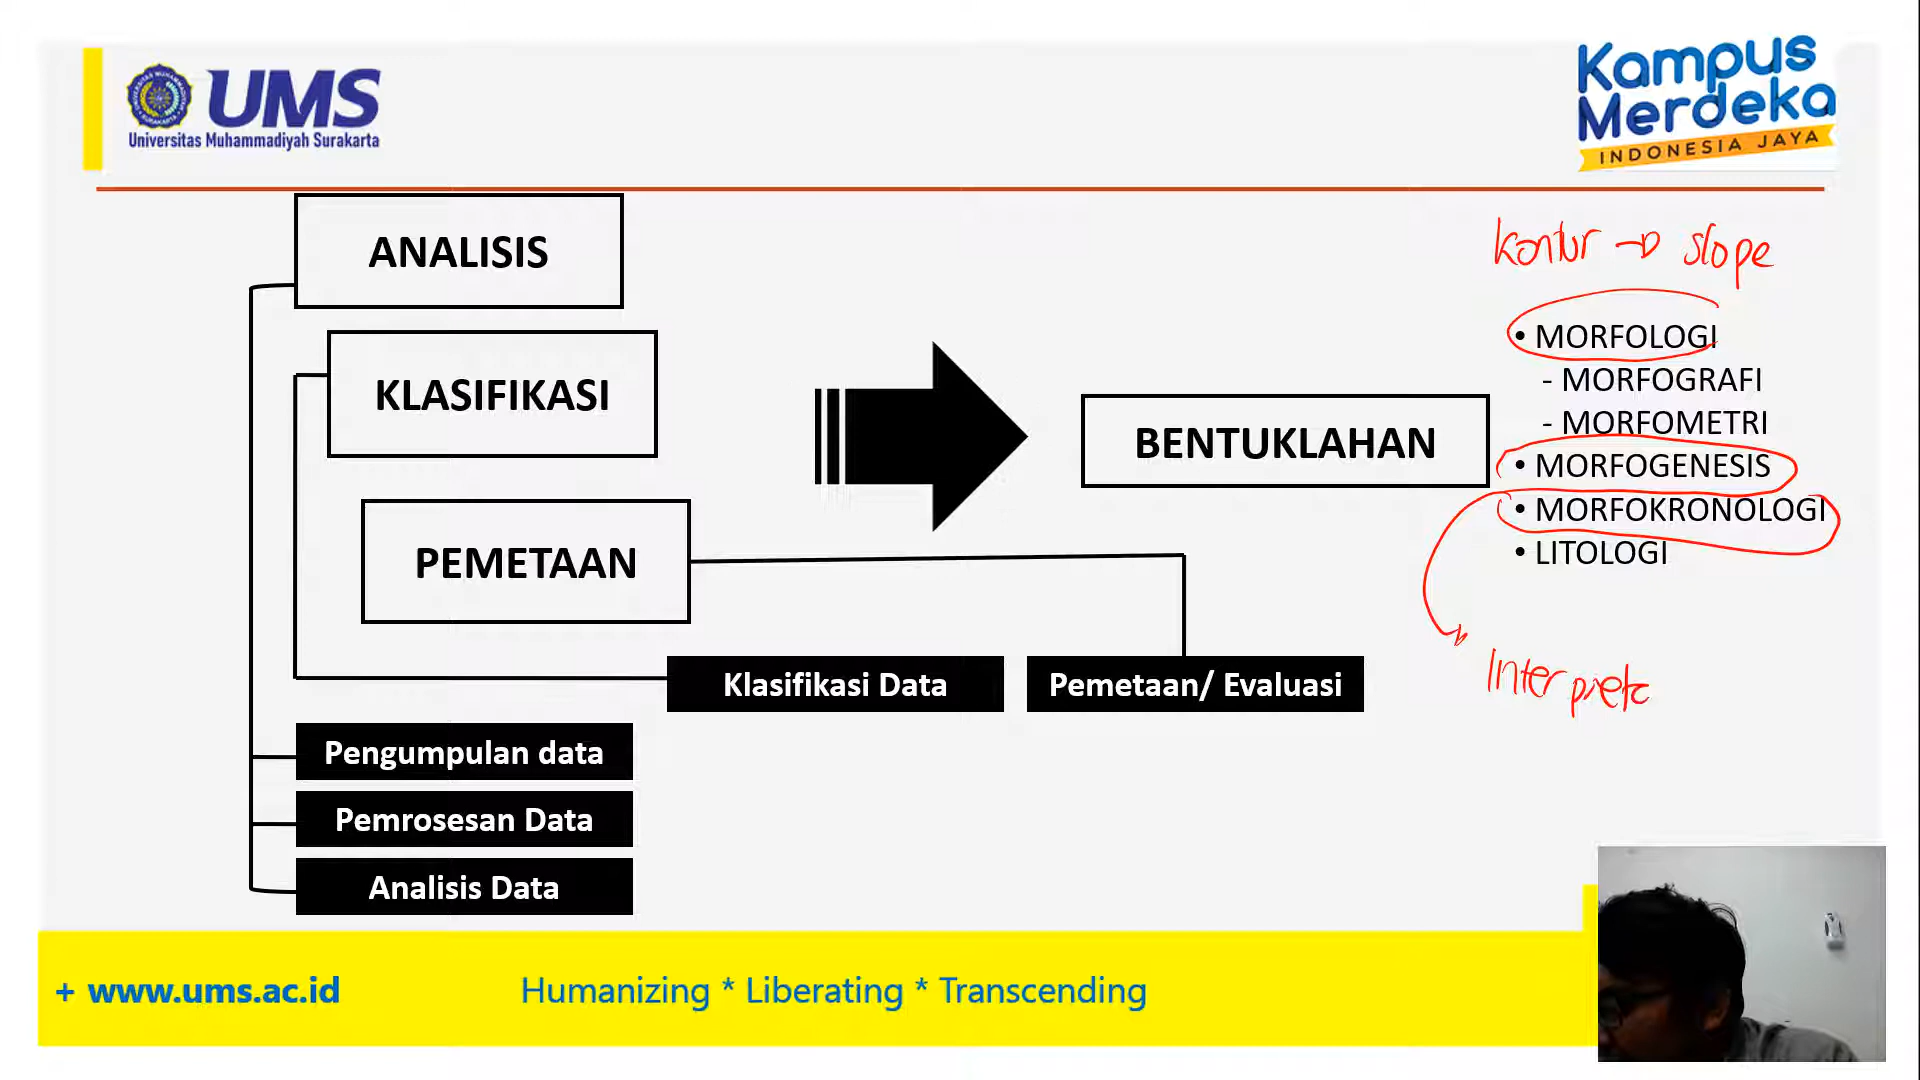 UMS
Universitas Muhammadiyah Surakarta
Kampus
Merdeka
INDONESIA JAYA
ANALISIS
KLASIFIKASI
PEMETAAN
BENTUKLAHAN
kontur → slope
• MORFOLOGI
- MORFOGRAFI
- MORFOMETRI
• MORFOGENESIS
• MORFOKRONOLOGI
• LITOLOGI
Klasifikasi Data
Pemetaan/ Evaluasi
Pengumpulan data
Pemrosesan Data
Analisis Data
+ www.ums.ac.id
Humanizing * Liberating * Transcending